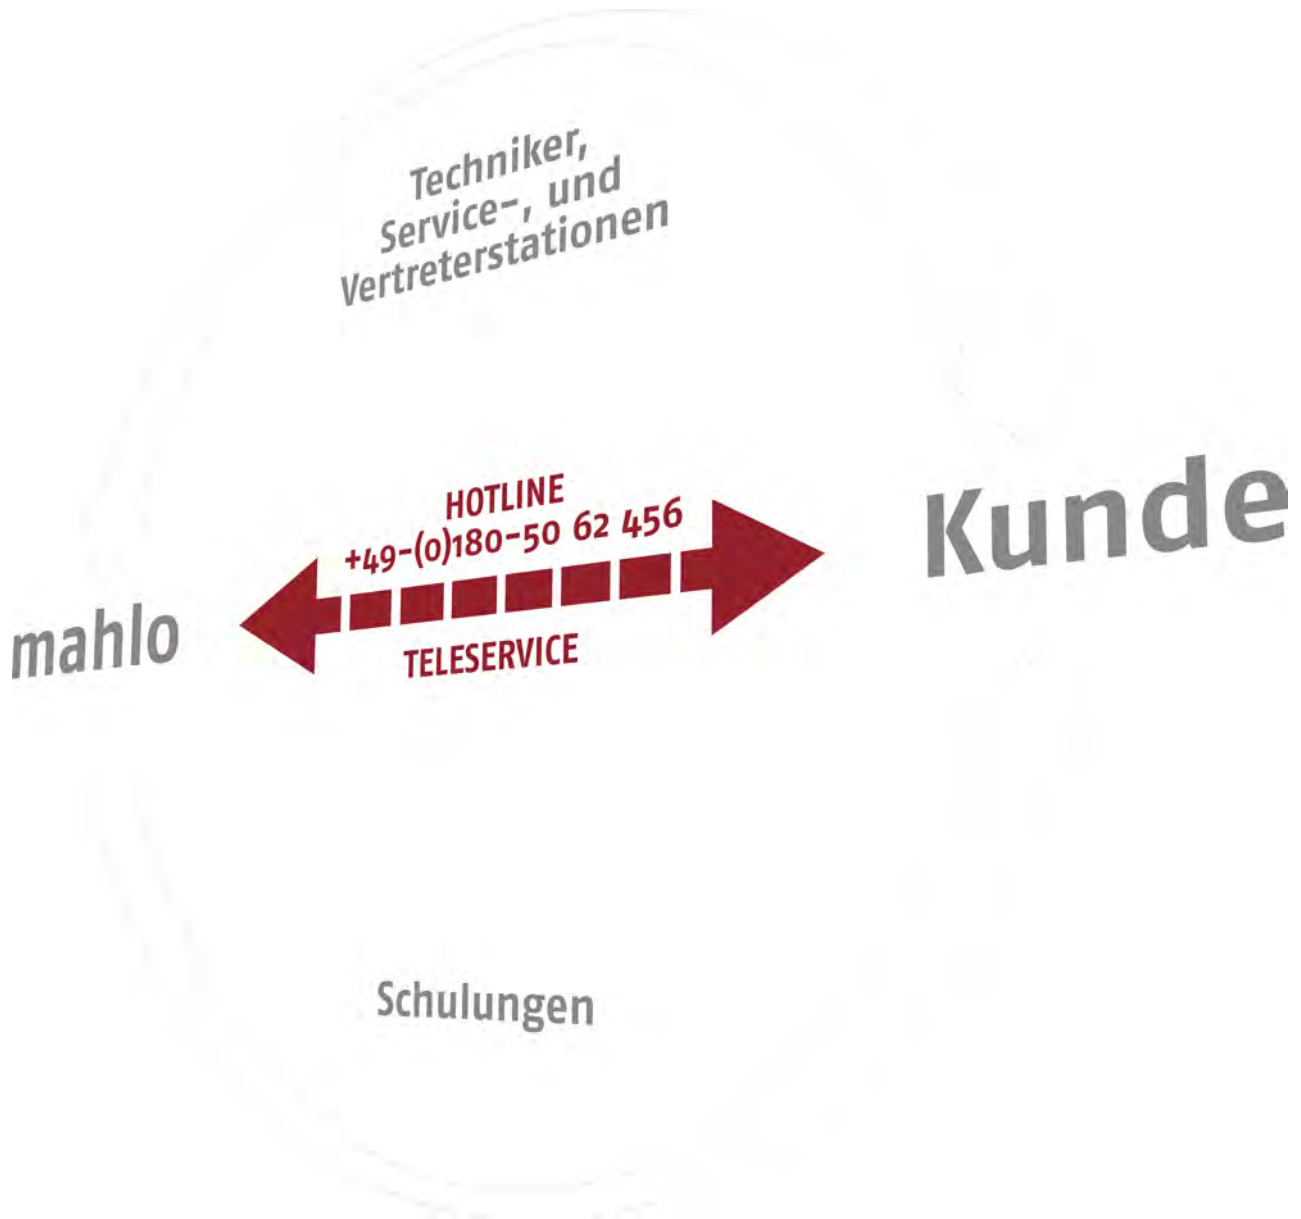 Techniker,
Service-, und
Vertreterstationen
HOTLINE
+49-(0)180-50 62 456
Kunde
mahlo
TELESERVICE
Schulungen